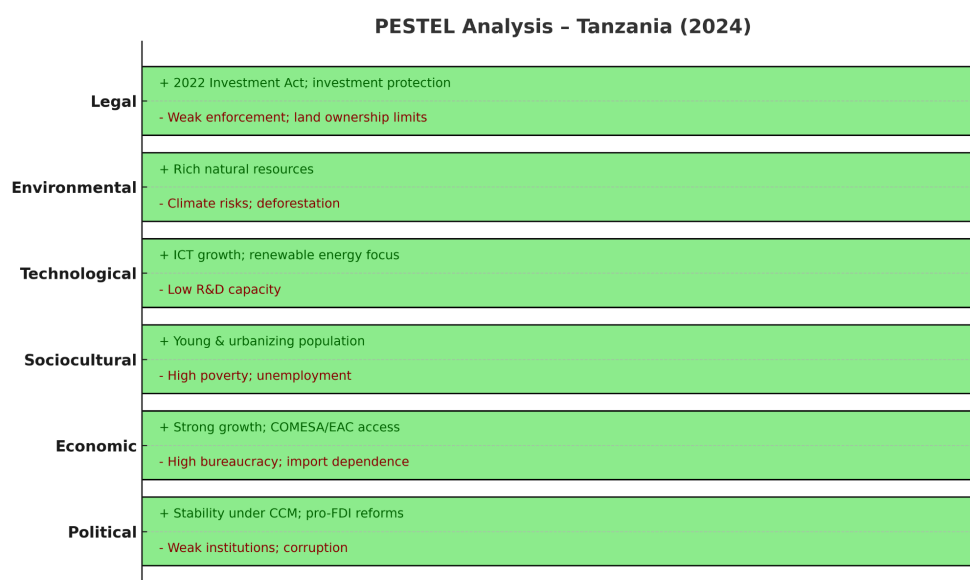 PESTEL Analysis – Tanzania (2024)
Legal
+ 2022 Investment Act; investment protection
- Weak enforcement; land ownership limits
Environmental
+ Rich natural resources
- Climate risks; deforestation
Technological
+ ICT growth; renewable energy focus
- Low R&D capacity
Sociocultural
+ Young & urbanizing population
- High poverty; unemployment
Economic
+ Strong growth; COMESA/EAC access
- High bureaucracy; import dependence
Political
+ Stability under CCM; pro-FDI reforms
- Weak institutions; corruption